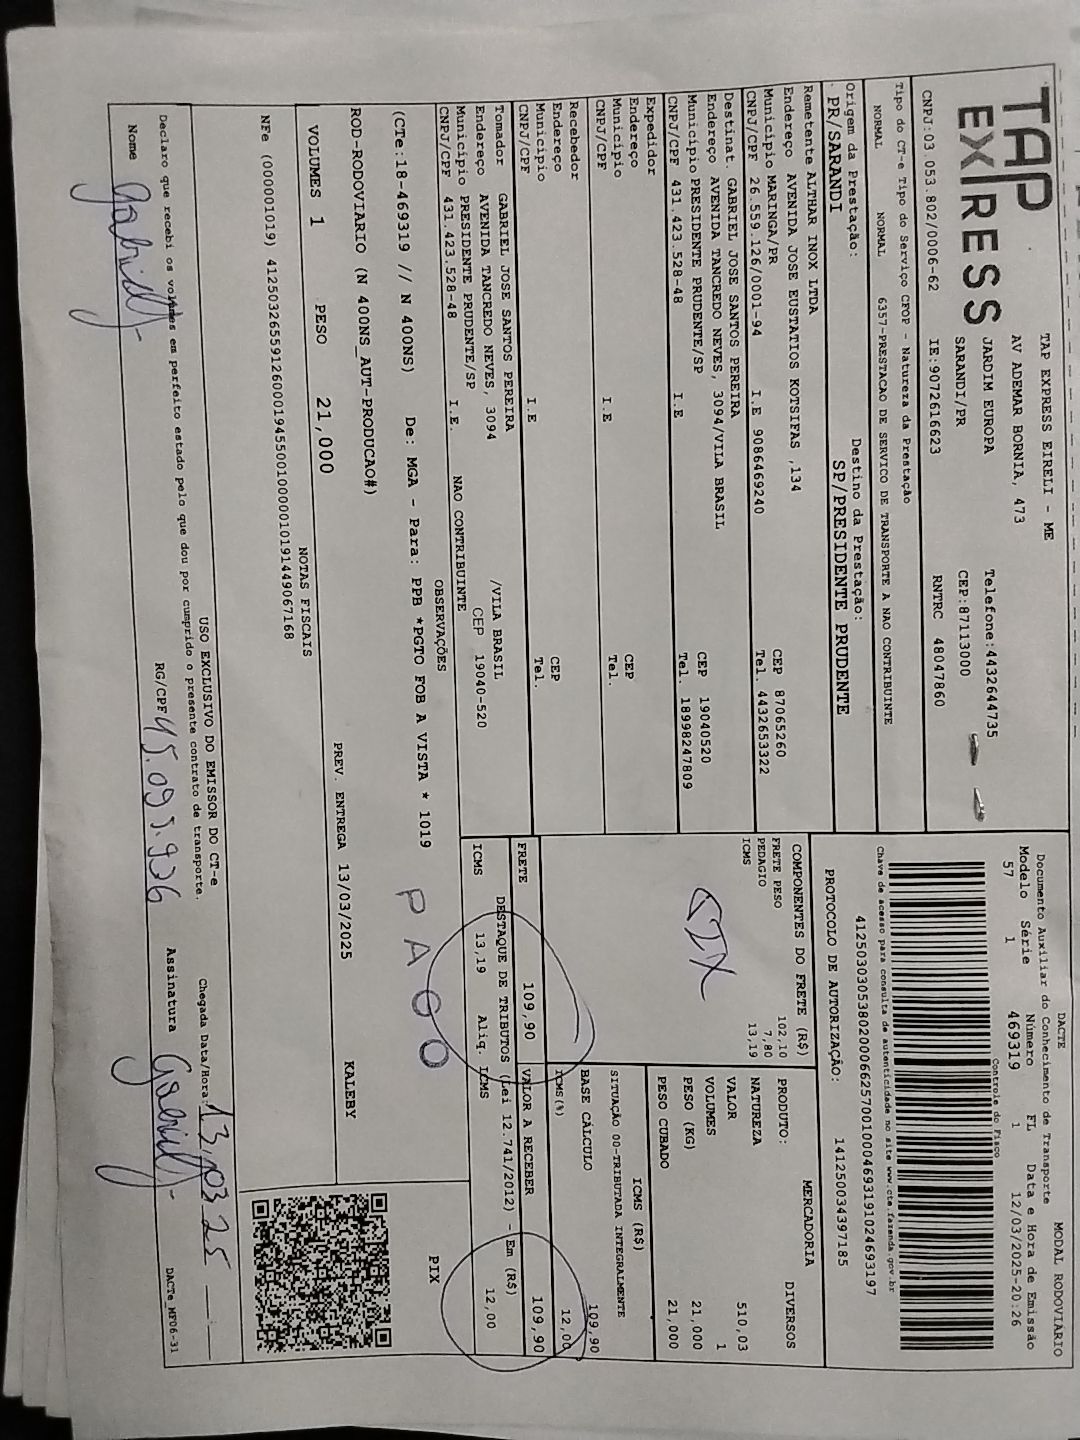 TAP
EXPRESS
TAP EXPRESS EIRELI - ME
AV ADEMAR BORNIA, 473
JARDIM EUROPA
SARANDI/PR
Telefone:4432644735
CEP:87113000
CNPJ:03.053.802/0006-62 IE:9072616623 RNTRC 48047860
Tipo do CT-e Tipo do Serviço CFOP - Natureza da Prestação
NORMAL NORMAL 6357-PRESTACAO DE SERVICO DE TRANSPORTE A NAO CONTRIBUINTE
Origem da Prestação: Destino da Prestação:
PR/SARANDI SP/PRESIDENTE PRUDENTE
Remetente ALTHAR INOX LTDA
Endereço AVENIDA JOSE EUSTATIOS KOTSIFAS ,134
Município MARINGA/PR CEP 87065260
CNPJ/CPF 26.559.126/0001-94 I.E 9086469240 Tel. 4432653322
Destinat. GABRIEL JOSE SANTOS PEREIRA
Endereço AVENIDA TANCREDO NEVES, 3094/VILA BRASIL
Município PRESIDENTE PRUDENTE/SP CEP 19040520
CNPJ/CPF 431.423.528-48 I.E Tel. 18998247809
Expedidor
Endereço
Município CEP
CNPJ/CPF I.E Tel.
Recebedor
Endereço
Município CEP
CNPJ/CPF I.E Tel.
Tomador GABRIEL JOSE SANTOS PEREIRA
Endereço AVENIDA TANCREDO NEVES, 3094 /VILA BRASIL
Município PRESIDENTE PRUDENTE/SP CEP 19040-520
CNPJ/CPF 431.423.528-48 I.E. NAO CONTRIBUINTE
DACTE MODAL RODOVIÁRIO
Documento Auxiliar do Conhecimento de Transporte
Modelo Série Número FL Data e Hora de Emissão
57 1 469319 1 12/03/2025-20:26
Controle do Fisco
Chave de acesso para consulta de autenticidade no site www.cte.fazenda.gov.br
41250303053802000662570010004693191024693197
PROTOCOLO DE AUTORIZAÇÃO: 141250034397185
COMPONENTES DO FRETE (R$)
FRETE PESO 102,10
PEDAGIO 7,80
ICMS 13,19
PIX
FRETE 109,90
MERCADORIA
PRODUTO: DIVERSOS
NATUREZA
VALOR 510,03
VOLUMES 1
PESO (KG) 21,000
PESO CUBADO 21,000
ICMS (R$)
SITUAÇÃO 00-TRIBUTADA INTEGRALMENTE
BASE CÁLCULO 109,90
ICMS(%) 12,00
VALOR A RECEBER 109,90
DESTAQUE DE TRIBUTOS (Lei 12.741/2012) - Em (R$)
ICMS 13,19 Alíq. ICMS 12,00
OBSERVAÇÕES
(CTe:18-469319 // N 400NS) De: MGA - Para: PPB *PGTO FOB A VISTA * 1019
PAGO
PIX
ROD-RODOVIARIO (N 400NS_AUT-PRODUCAO#)
VOLUMES 1 PESO 21,000 PREV. ENTREGA 13/03/2025 KALEBY
NOTAS FISCAIS
NFe (000001019) 41250326559126000194550010000010191449067168
USO EXCLUSIVO DO EMISSOR DO CT-e
Declaro que recebi os volumes em perfeito estado pelo que dou por cumprido o presente contrato de transporte.
Chegada Data/Hora: 13/03 25
Nome Gabriel RG/CPF 45.095.936 Assinatura Gabriel
DACTe_MF06-31